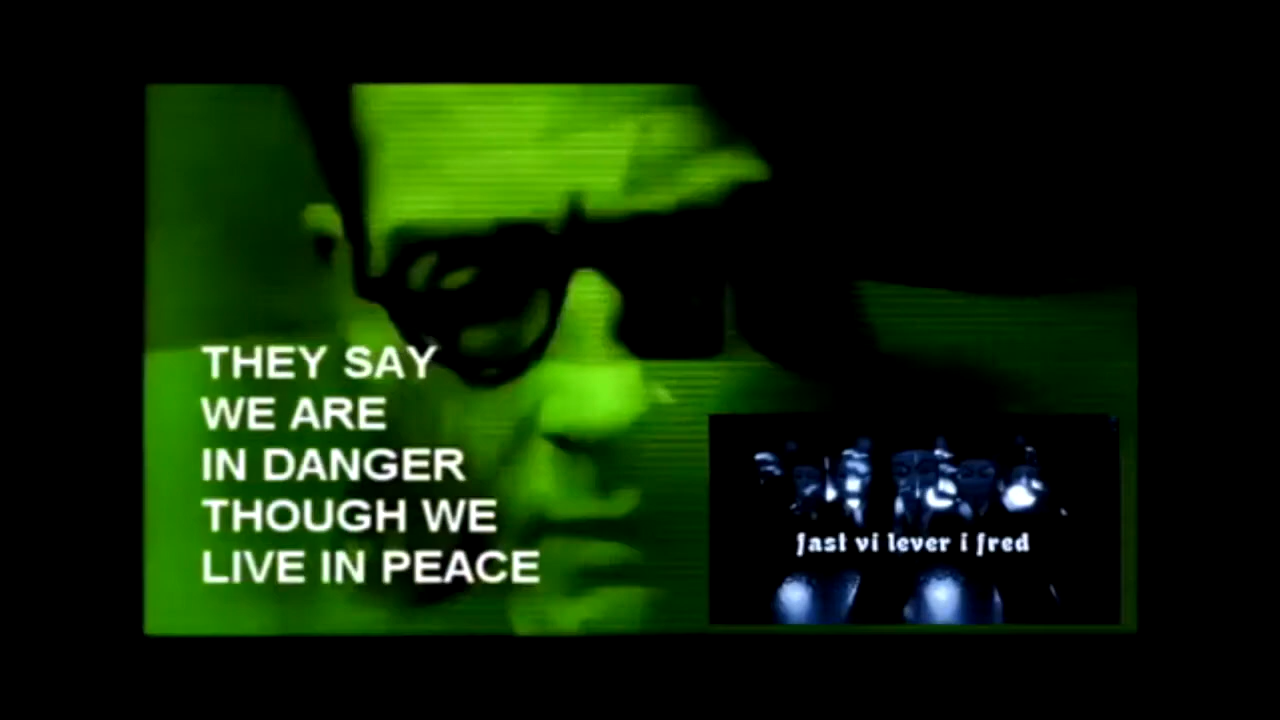 THEY SAY
WE ARE
IN DANGER
THOUGH WE
LIVE IN PEACE
fast vi lever i fred